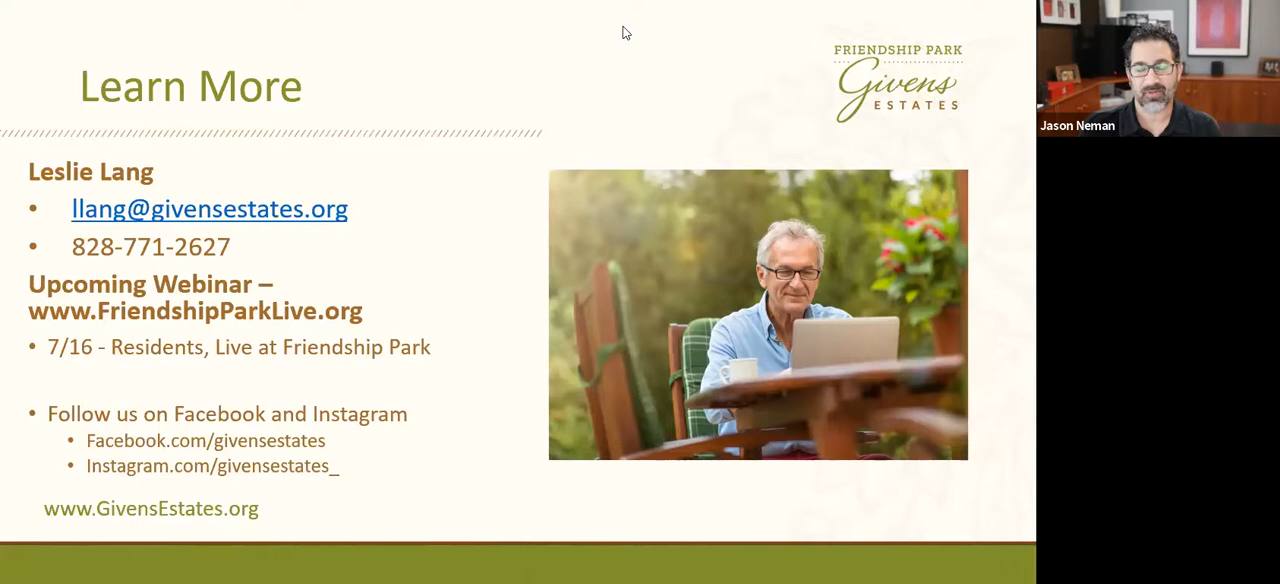 Learn More
FRIENDSHIP PARK
Givens
ESTATES
Leslie Lang
• llang@givensestates.org
• 828-771-2627
Upcoming Webinar –
www.FriendshipParkLive.org
• 7/16 - Residents, Live at Friendship Park
• Follow us on Facebook and Instagram
• Facebook.com/givensestates
• Instagram.com/givensestates_
www.GivensEstates.org
Jason Neman